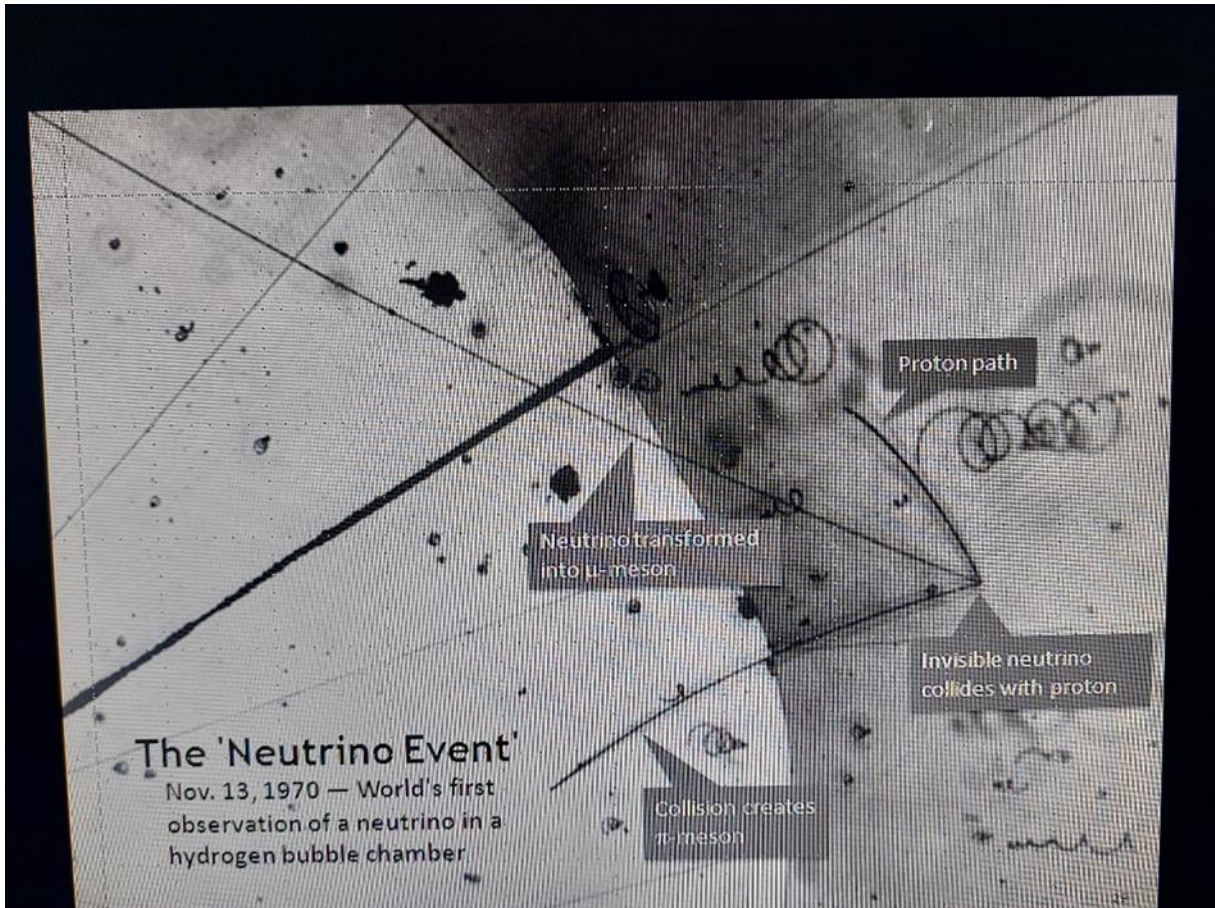 Proton path
Neutrino transformed
into μ-meson
Invisible neutrino
collides with proton
The 'Neutrino Event'
Nov. 13, 1970 — World's first
observation of a neutrino in a
hydrogen bubble chamber
Collision creates
π-meson